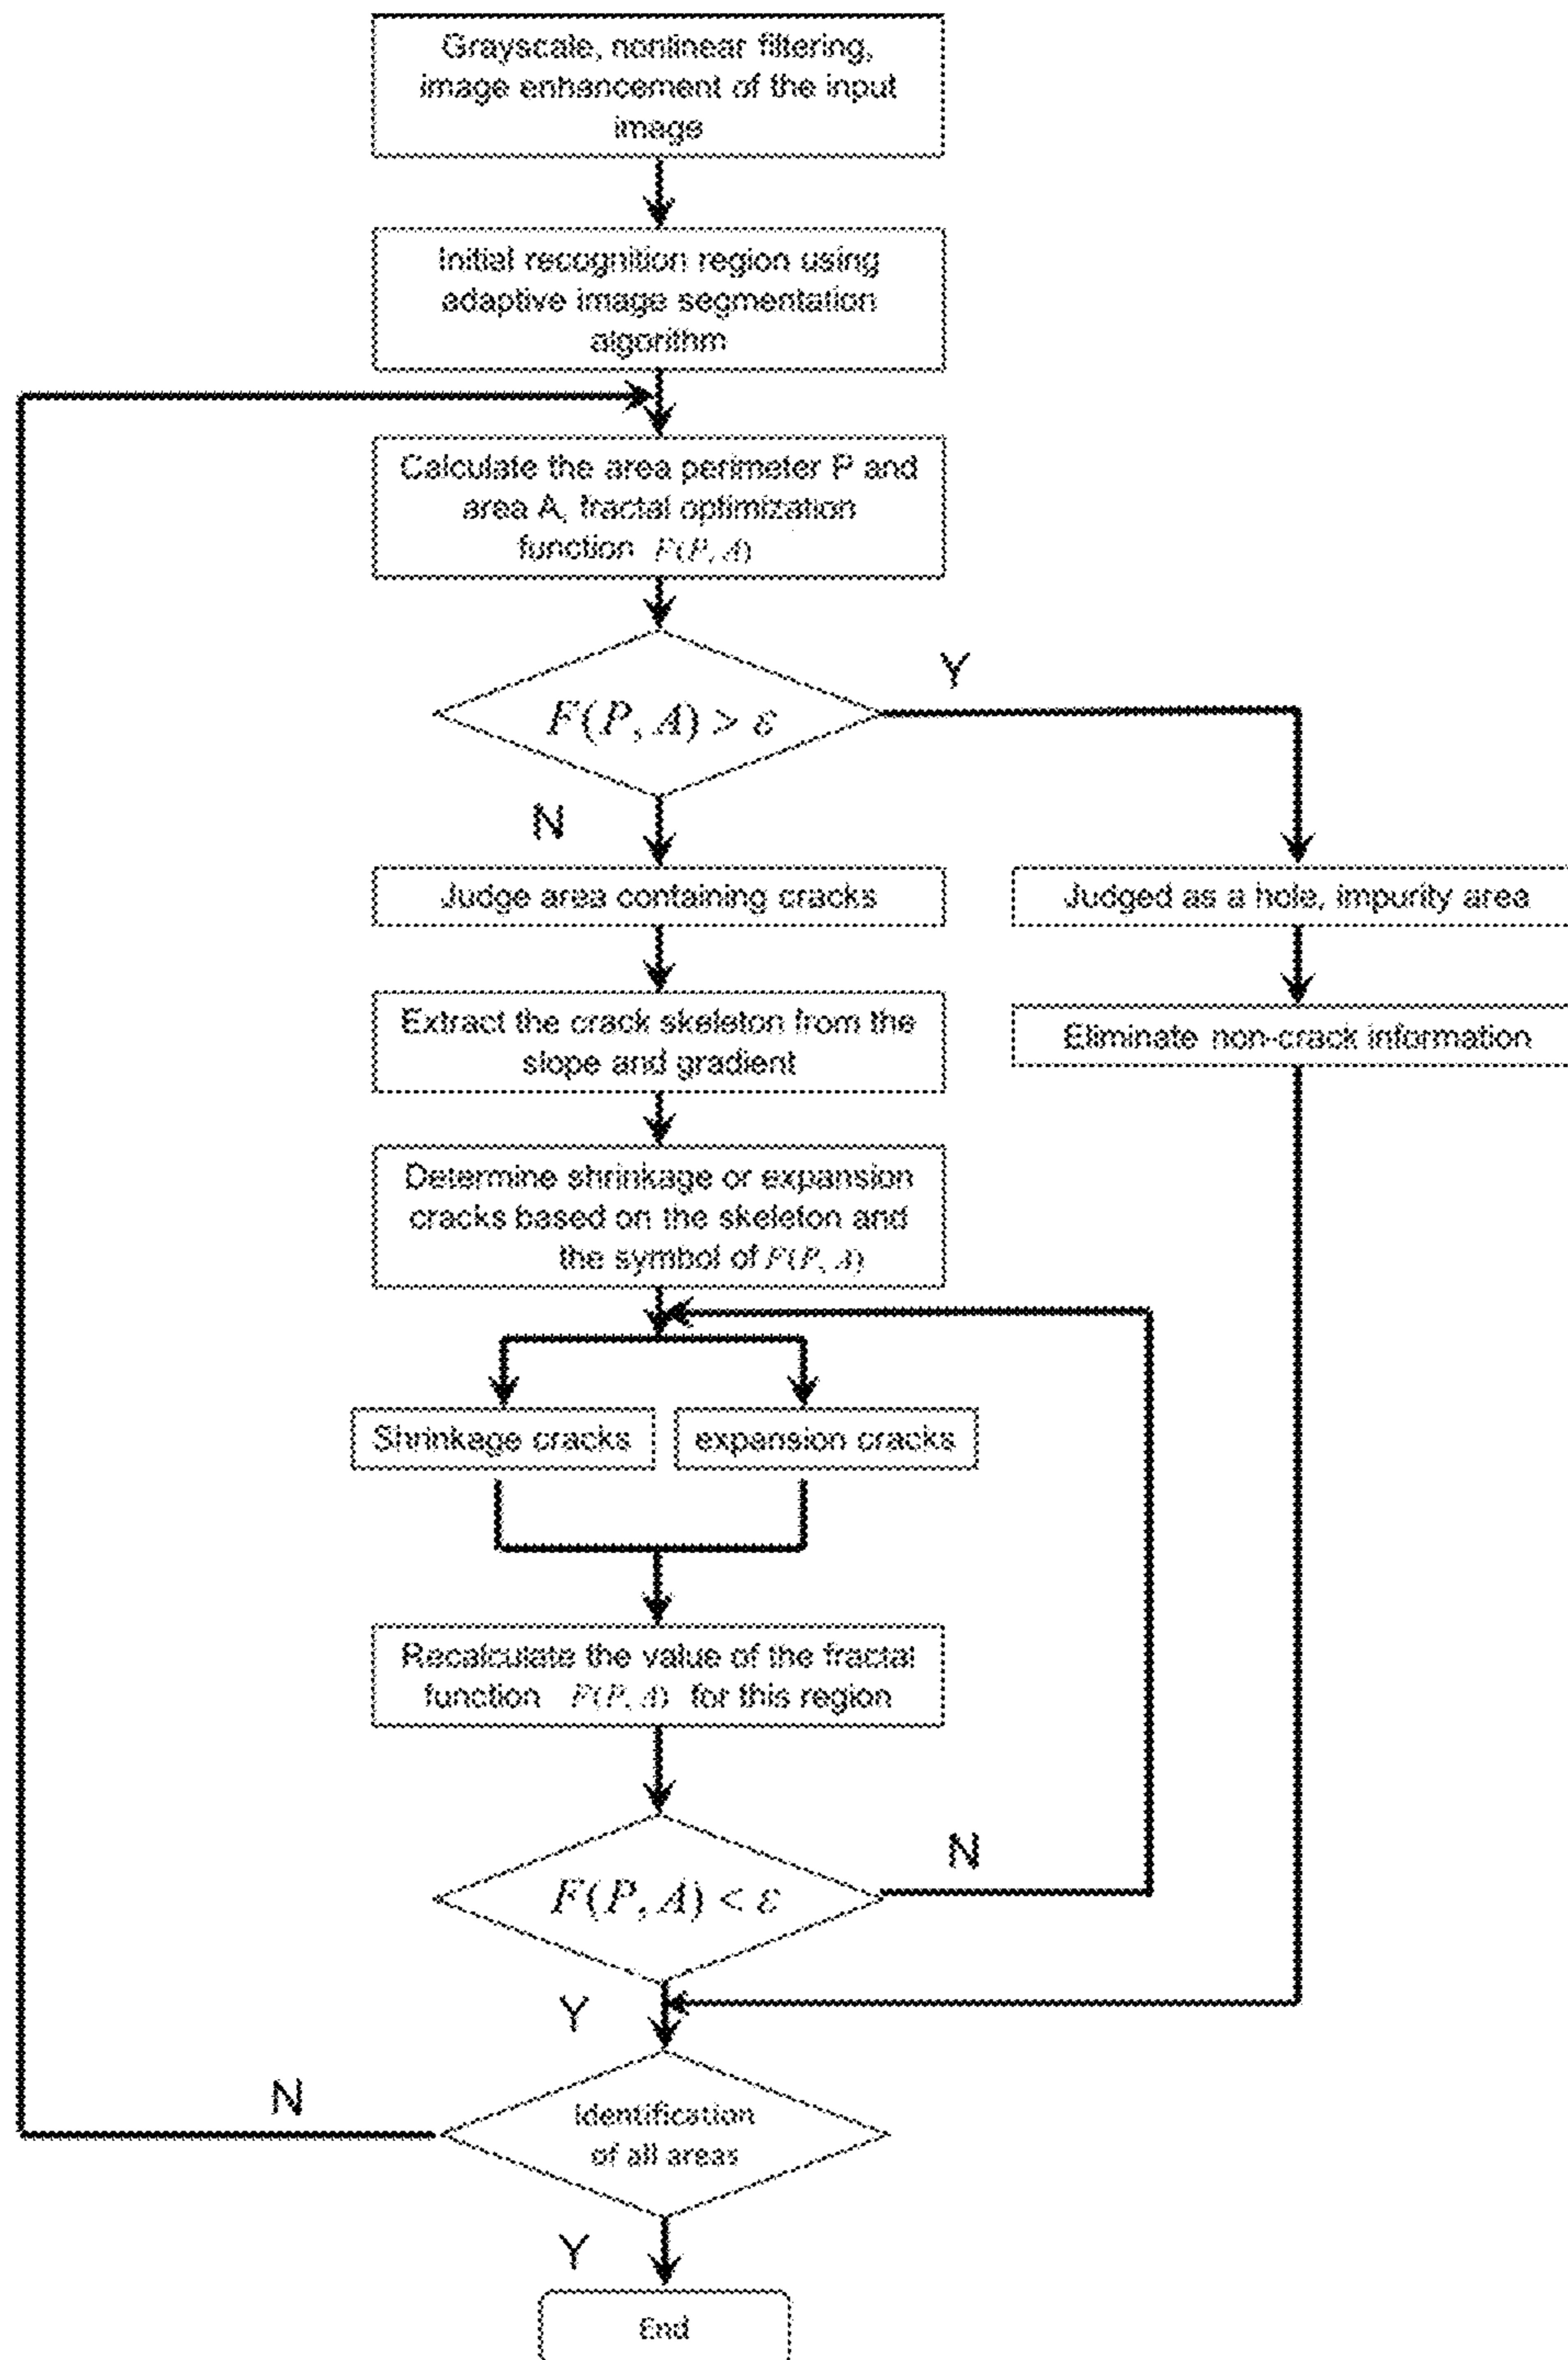 Grayscale, nonlinear filtering,
image enhancement of the input
image
Initial recognition region using
adaptive image segmentation
algorithm
Calculate the area perimeter P and
area A, fractal optimization
function F(P, A)
F(P, A) > ε
Y
N
Judge area containing cracks
Judged as a hole, impurity area
Extract the crack skeleton from the
slope and gradient
Eliminate non-crack information
Determine shrinkage or expansion
cracks based on the skeleton and
the symbol of F(P, A)
Shrinkage cracks
expansion cracks
Recalculate the value of the fractal
function F(P, A) for this region
F(P, A) < ε
N
Y
Identification
of all areas
N
Y
End